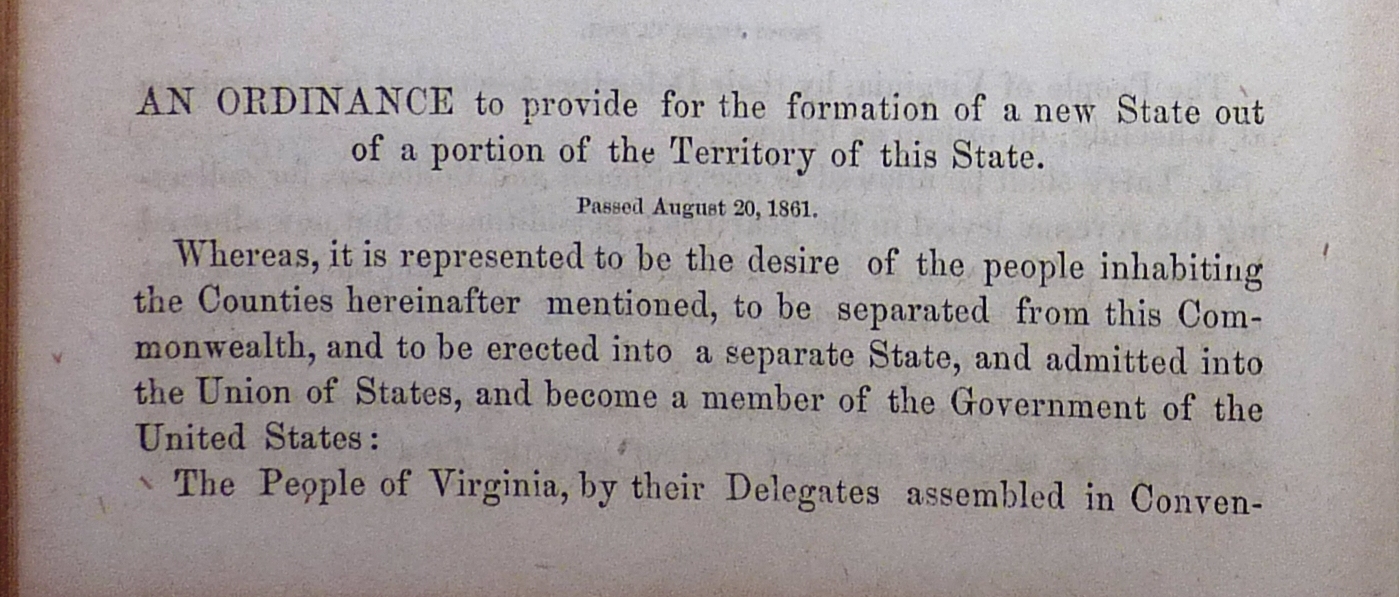 AN ORDINANCE to provide for the formation of a new State out
of a portion of the Territory of this State.
Passed August 20, 1861.
Whereas, it is represented to be the desire of the people inhabiting
the Counties hereinafter mentioned, to be separated from this Com-
monwealth, and to be erected into a separate State, and admitted into
the Union of States, and become a member of the Government of the
United States:
The People of Virginia, by their Delegates assembled in Conven-